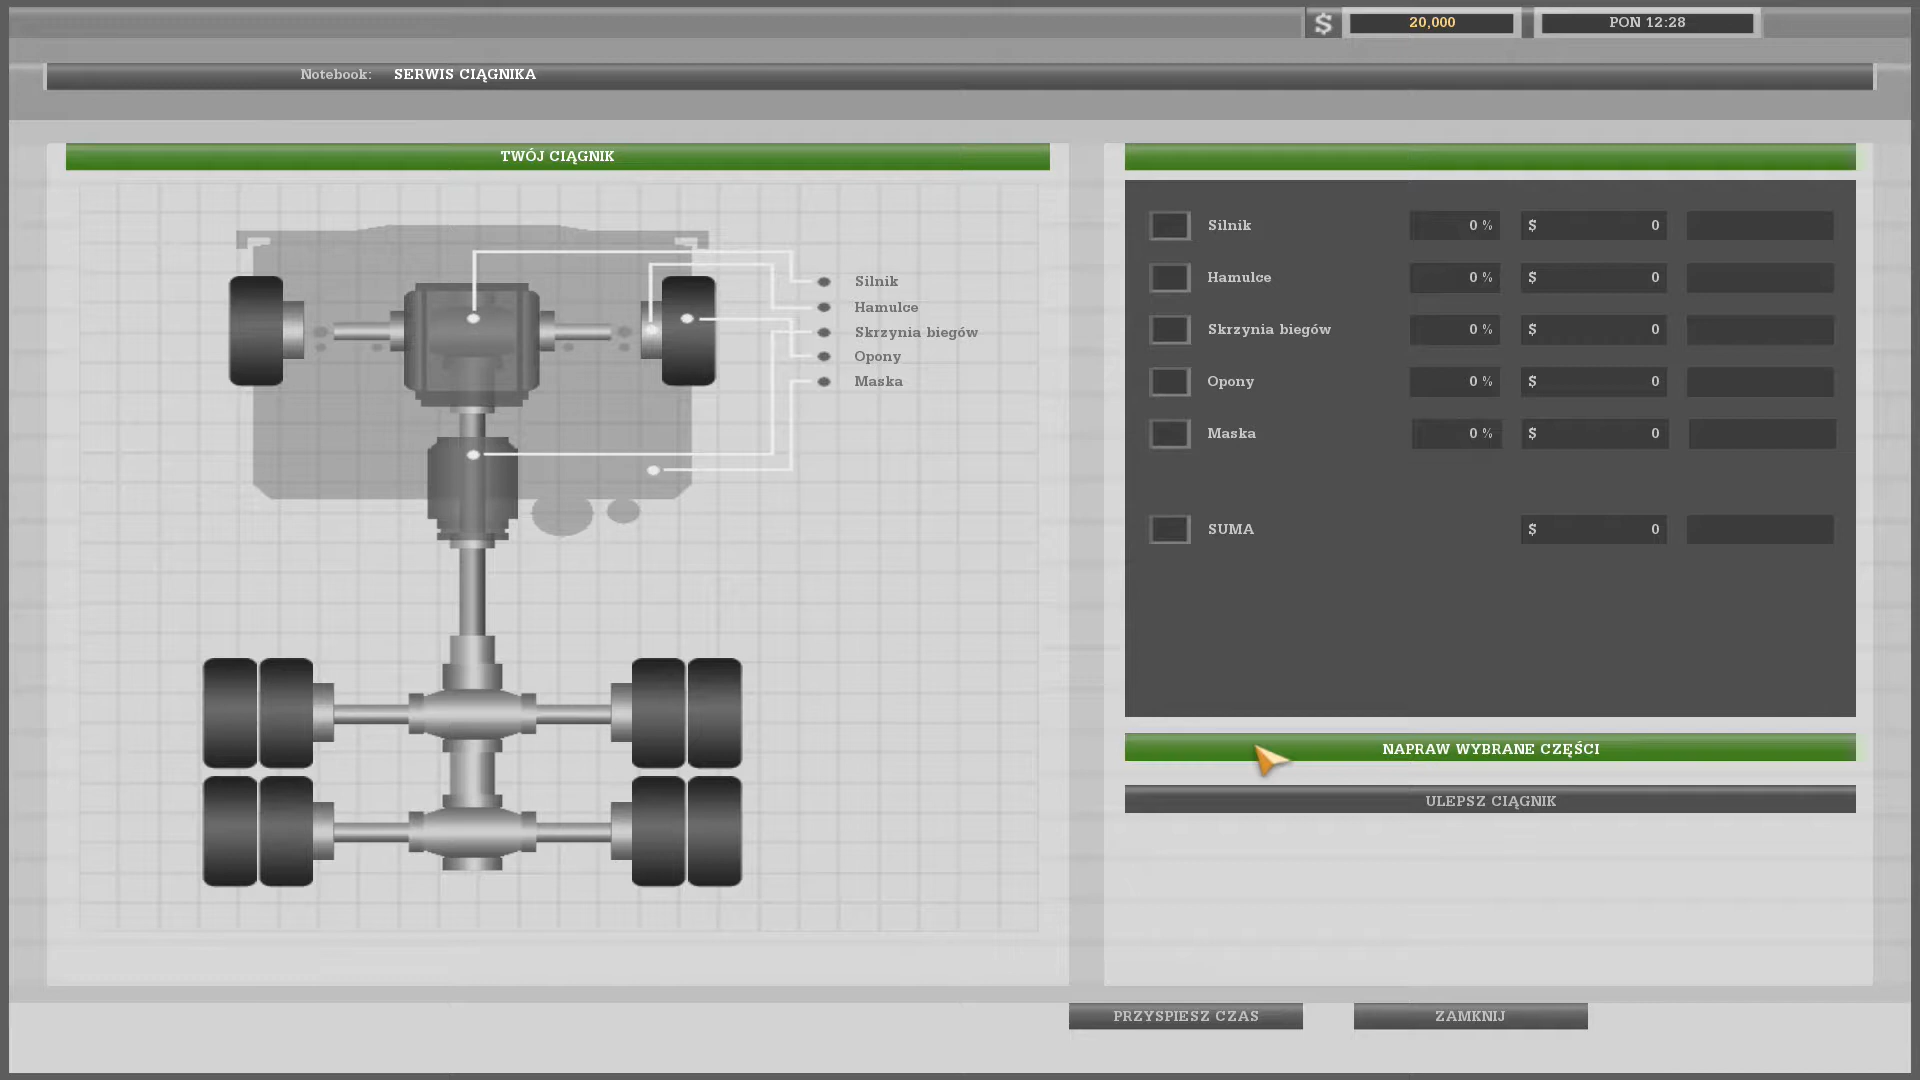 $ 20,000 PON 12:28
Notebook: SERWIS CIĄGNIKA
TWÓJ CIĄGNIK
Silnik
Hamulce
Skrzynia biegów
Opony
Maska
Silnik 0 % $ 0
Hamulce 0 % $ 0
Skrzynia biegów 0 % $ 0
Opony 0 % $ 0
Maska 0 % $ 0
SUMA $ 0
NAPRAW WYBRANE CZĘŚCI
ULEPSZ CIĄGNIK
PRZYSPIESZ CZAS ZAMKNIJ